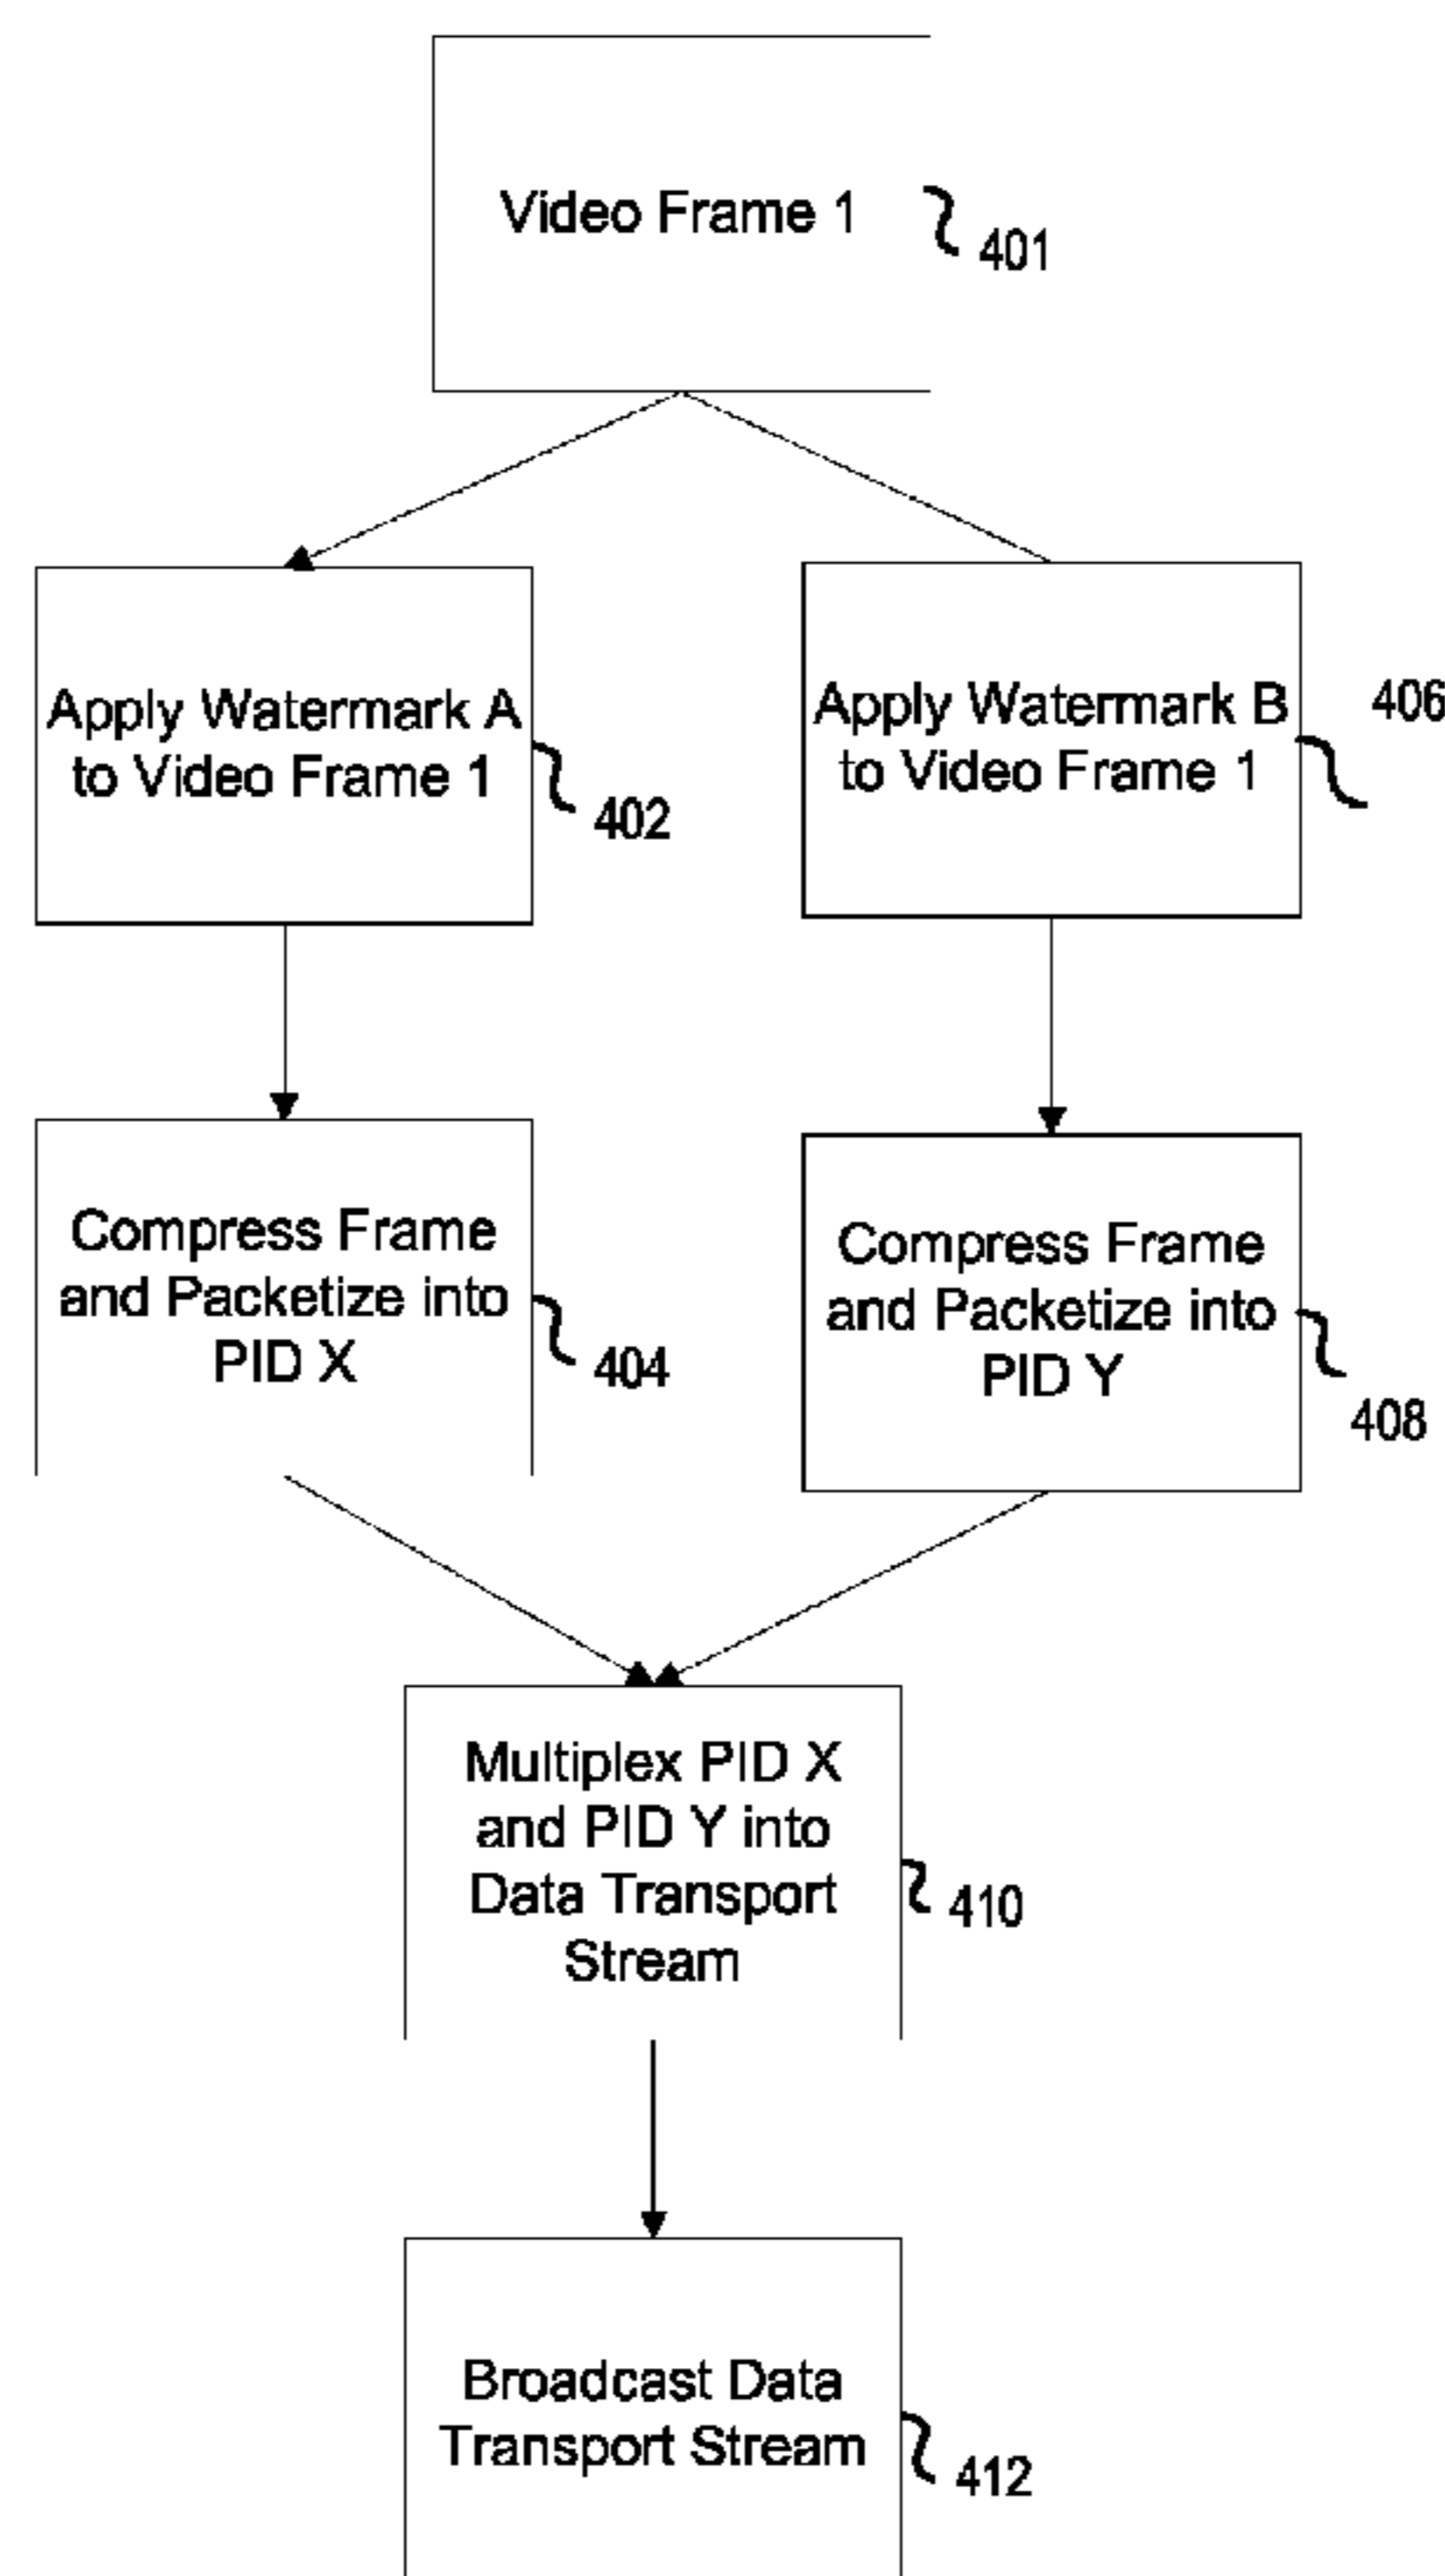 Video Frame 1
401
Apply Watermark A
to Video Frame 1
402
Apply Watermark B
to Video Frame 1
406
Compress Frame
and Packetize into
PID X
404
Compress Frame
and Packetize into
PID Y
408
Multiplex PID X
and PID Y into
Data Transport
Stream
410
Broadcast Data
Transport Stream
412